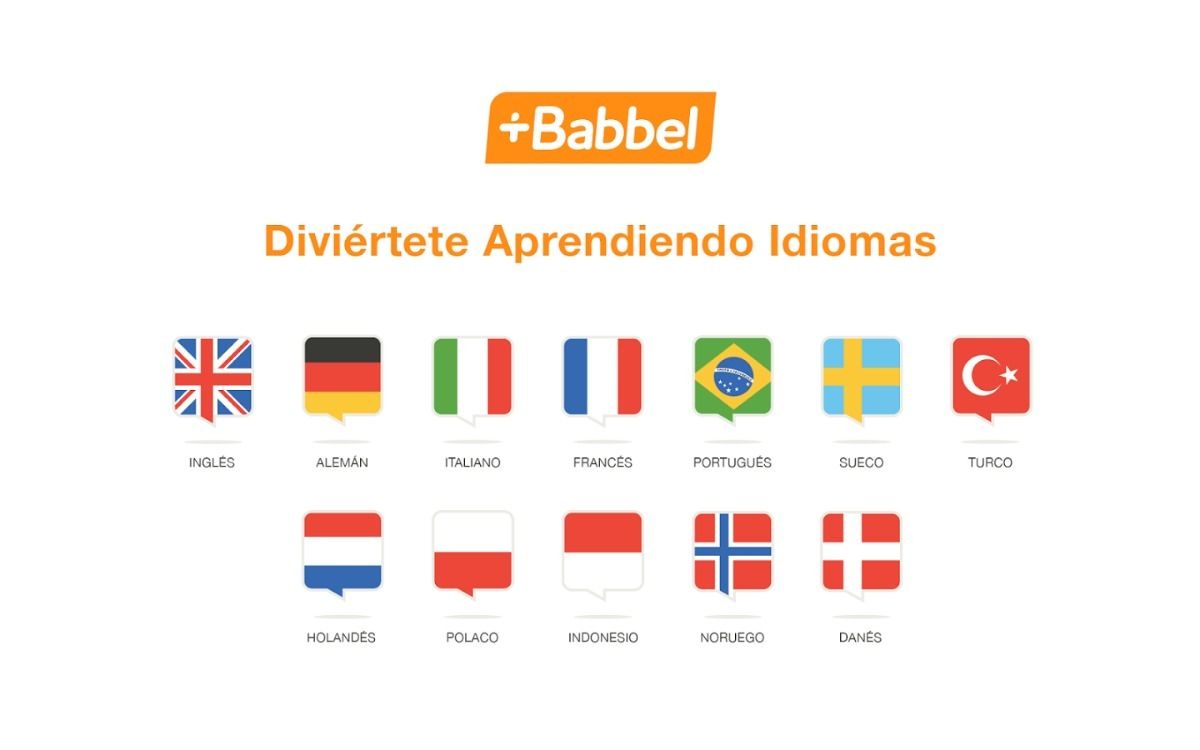 +Babbel
Diviértete Aprendiendo Idiomas
INGLÉS ALEMÁN ITALIANO FRANCÉS PORTUGUÉS SUECO TURCO
HOLANDÉS POLACO INDONESIO NORUEGO DANÉS